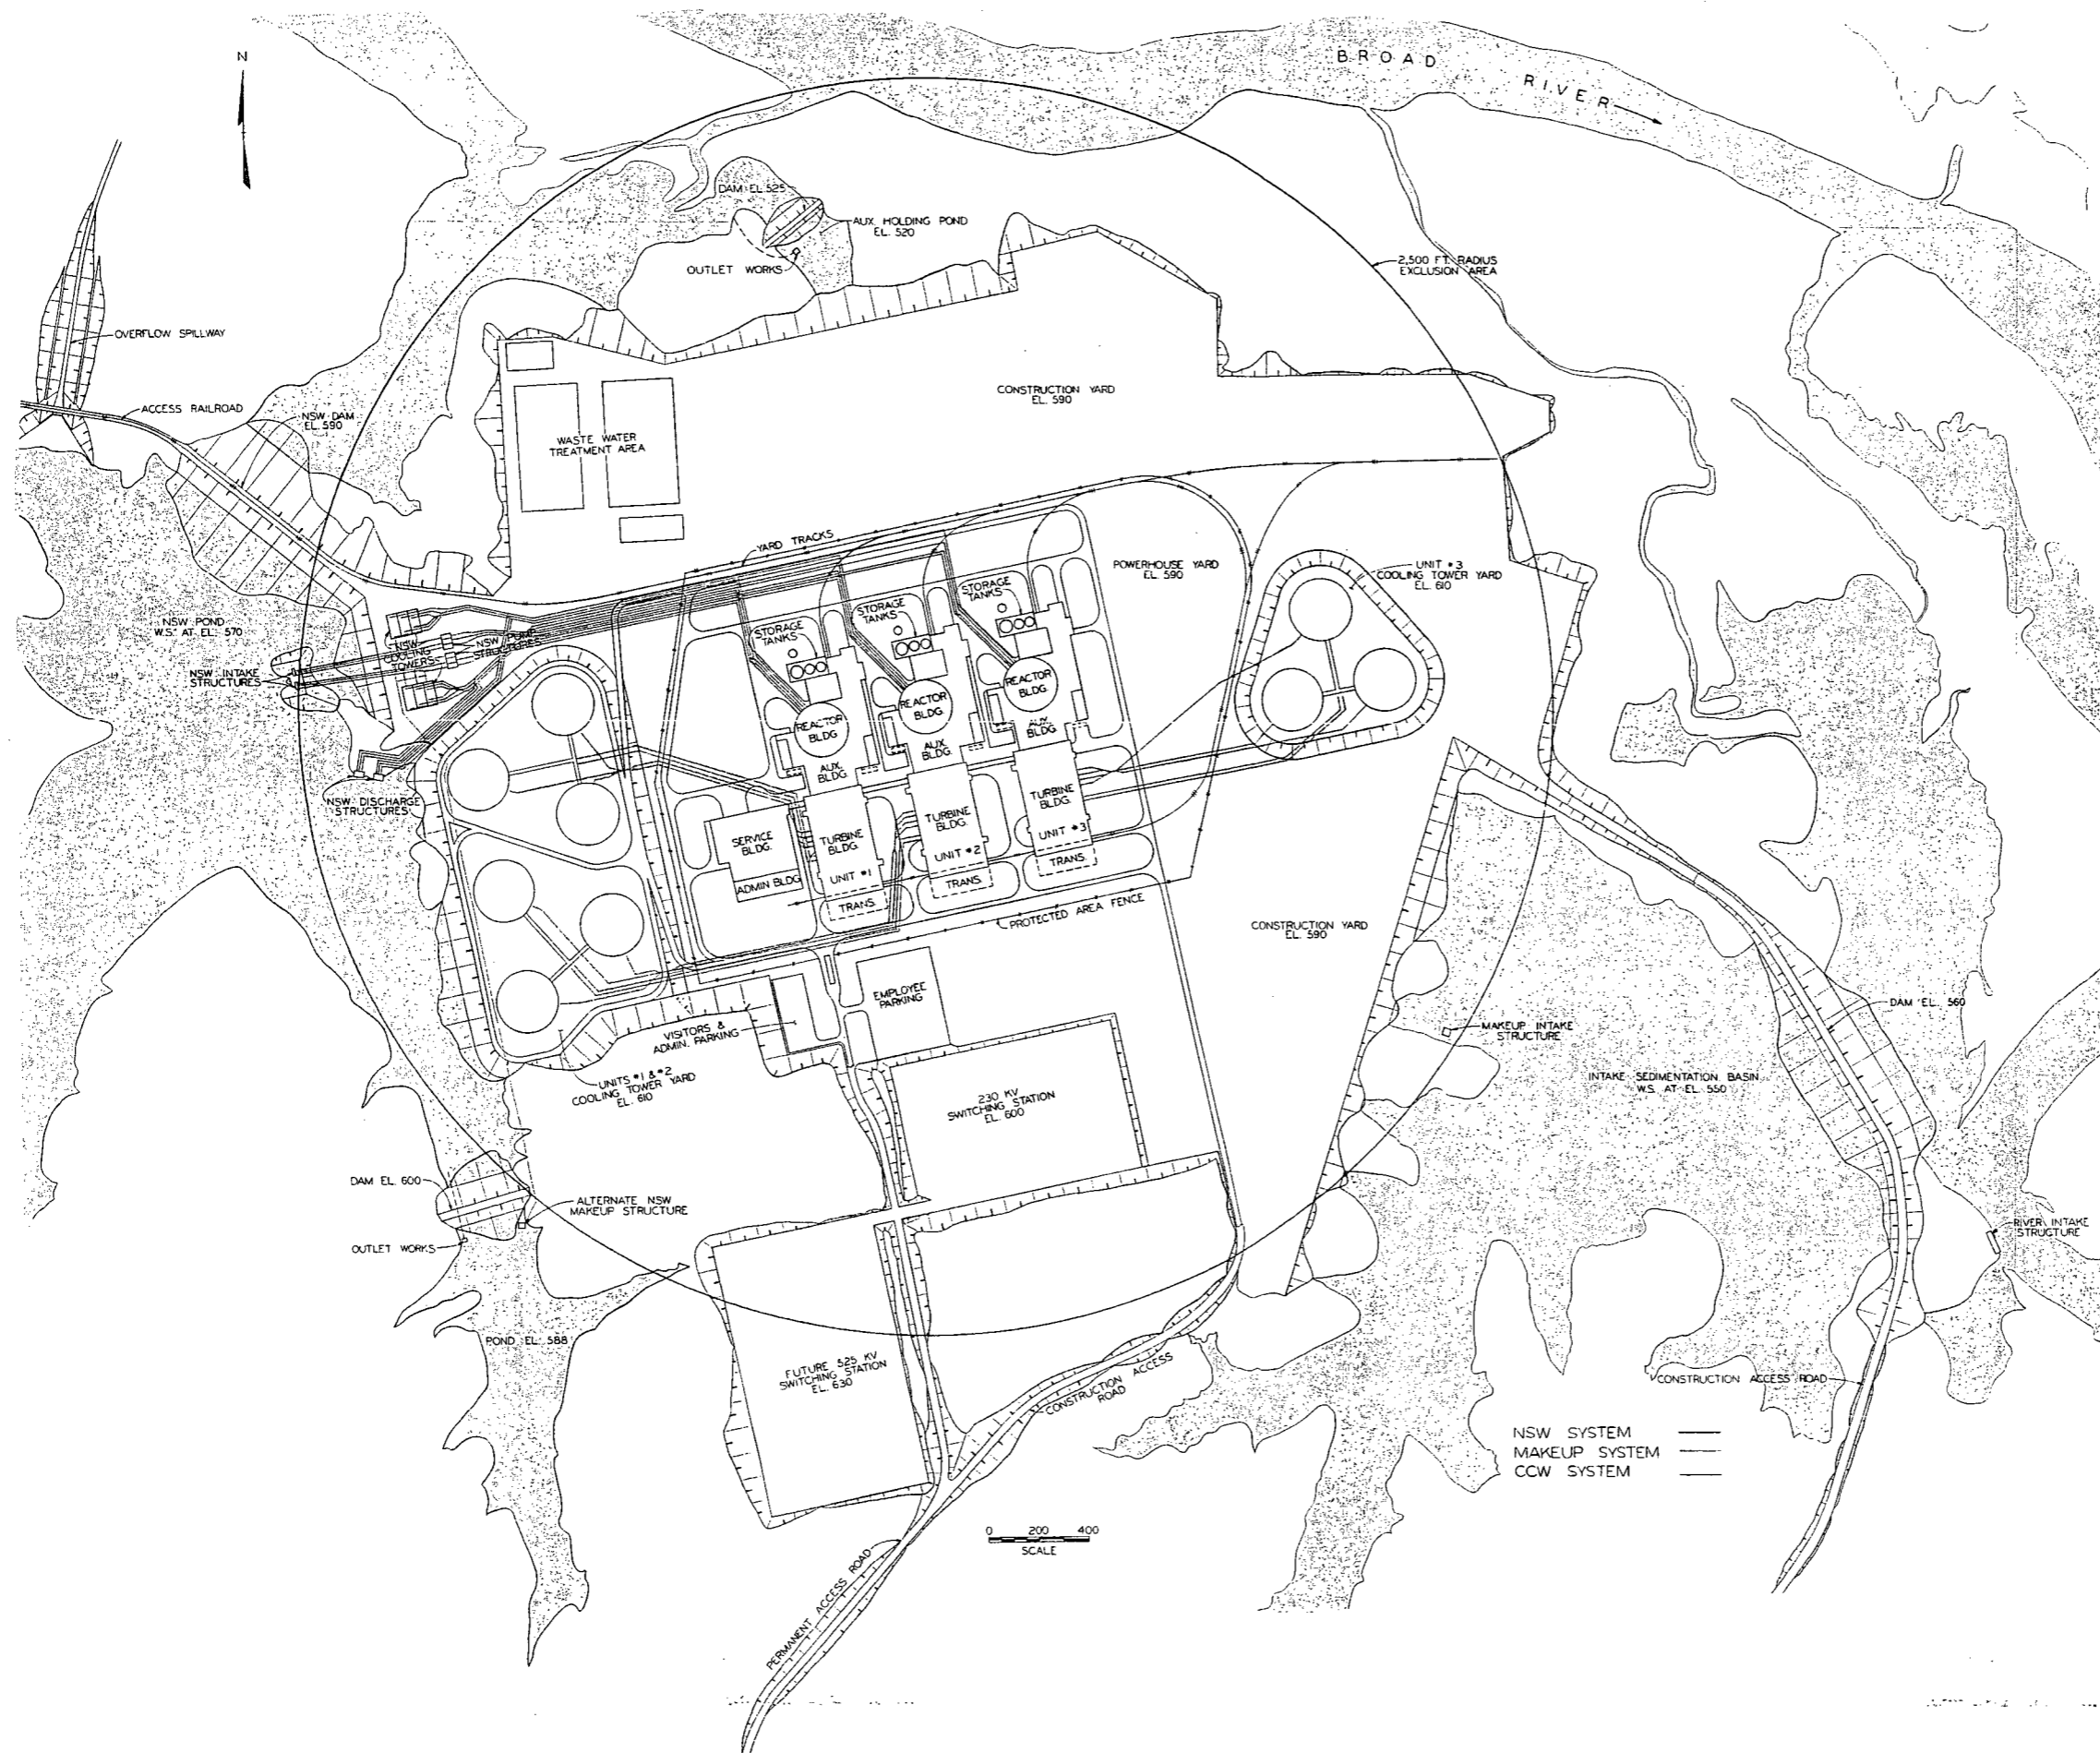 N
BROAD RIVER
DAM EL. 525
AUX. HOLDING POND
EL. 520
OUTLET WORKS
2,500 FT. RADIUS
EXCLUSION AREA
OVERFLOW SPILLWAY
ACCESS RAILROAD
NSW DAM
EL. 590
CONSTRUCTION YARD
EL. 590
WASTE WATER
TREATMENT AREA
YARD TRACKS
POWERHOUSE YARD
EL. 590
UNIT #3
COOLING TOWER YARD
EL. 610
STORAGE
TANKS
STORAGE
TANKS
STORAGE
TANKS
NSW POND
W.S. AT EL. 570
NSW
COOLING
TOWERS
NSW PUMP
STRUCTURES
NSW INTAKE
STRUCTURES
REACTOR
BLDG.
REACTOR
BLDG.
REACTOR
BLDG.
AUX.
BLDG.
AUX.
BLDG.
AUX.
BLDG.
NSW DISCHARGE
STRUCTURES
SERVICE
BLDG.
TURBINE
BLDG.
TURBINE
BLDG.
TURBINE
BLDG.
ADMIN BLDG.
UNIT #1
UNIT #2
UNIT #3
TRANS.
TRANS.
TRANS.
PROTECTED AREA FENCE
CONSTRUCTION YARD
EL. 590
EMPLOYEE
PARKING
VISITORS &
ADMIN. PARKING
DAM EL. 560
MAKEUP INTAKE
STRUCTURE
UNITS #1 & #2
COOLING TOWER YARD
EL. 610
230 KV
SWITCHING STATION
EL. 600
INTAKE SEDIMENTATION BASIN
W.S. AT EL. 550
DAM EL. 600
ALTERNATE NSW
MAKEUP STRUCTURE
OUTLET WORKS
RIVER INTAKE
STRUCTURE
POND EL. 588
FUTURE 525 KV
SWITCHING STATION
EL. 630
CONSTRUCTION ACCESS
ROAD
CONSTRUCTION ACCESS ROAD
NSW SYSTEM
MAKEUP SYSTEM
CCW SYSTEM
0 200 400
SCALE
PERMANENT ACCESS ROAD